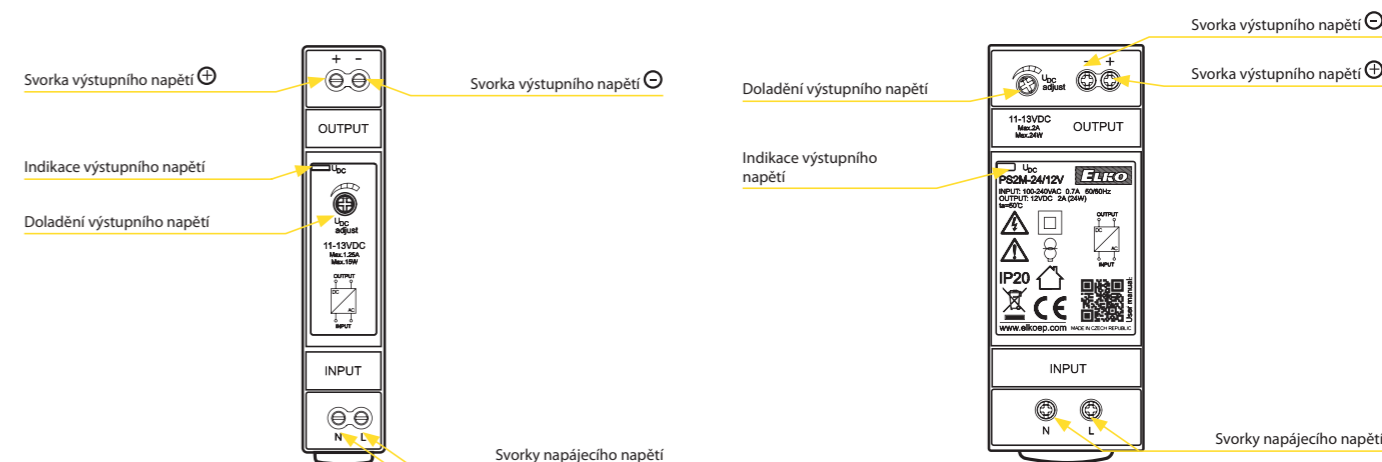 + -
Svorka výstupního napětí ⊕
Svorka výstupního napětí ⊖
OUTPUT
Indikace výstupního napětí
UDC
Doladění výstupního napětí
UDC
adjust
11-13VDC
Max.1.25A
Max.15W
OUTPUT
DC
AC
INPUT
INPUT
N L
Svorky napájecího napětí
Svorka výstupního napětí ⊖
- +
Svorka výstupního napětí ⊕
Doladění výstupního napětí
UDC
adjust
11-13VDC
Max.2A
Max.24W
OUTPUT
Indikace výstupního
napětí
UDC
PS2M-24/12V
ELKO
INPUT: 100-240VAC 0.7A 50/60Hz
OUTPUT: 12VDC 2A (24W)
ta=50°C
OUTPUT
DC
AC
INPUT
IP20
CE
User manual:
www.elkoep.com MADE IN CZECH REPUBLIC
INPUT
N L
Svorky napájecího napětí